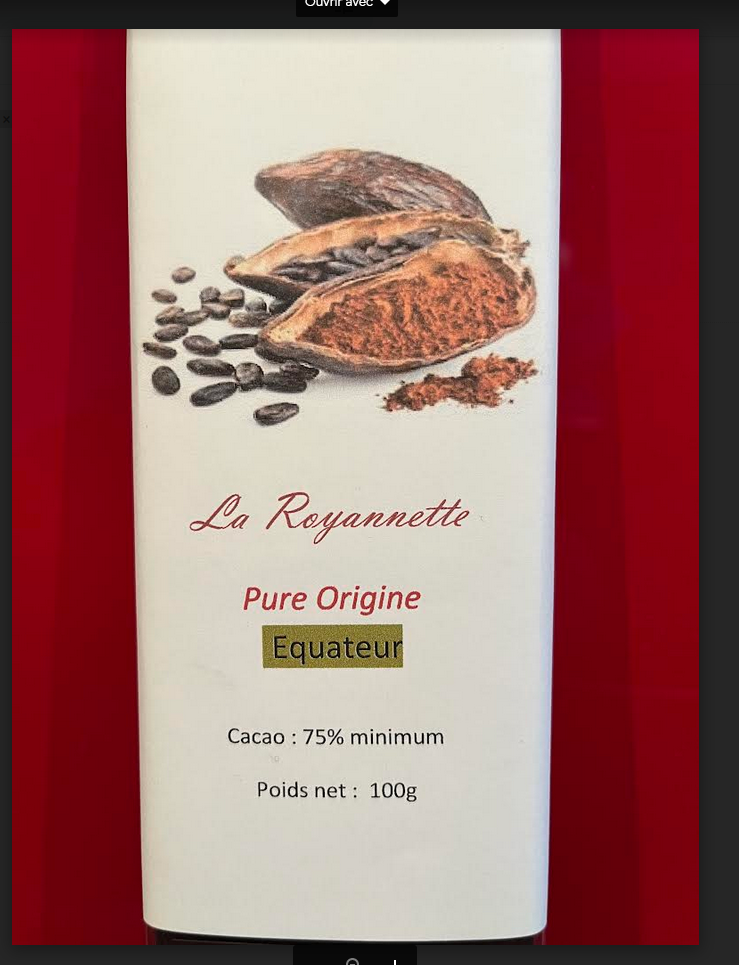 Ouvrir avec
La Royannette
Pure Origine
Equateur
Cacao : 75% minimum
Poids net : 100g